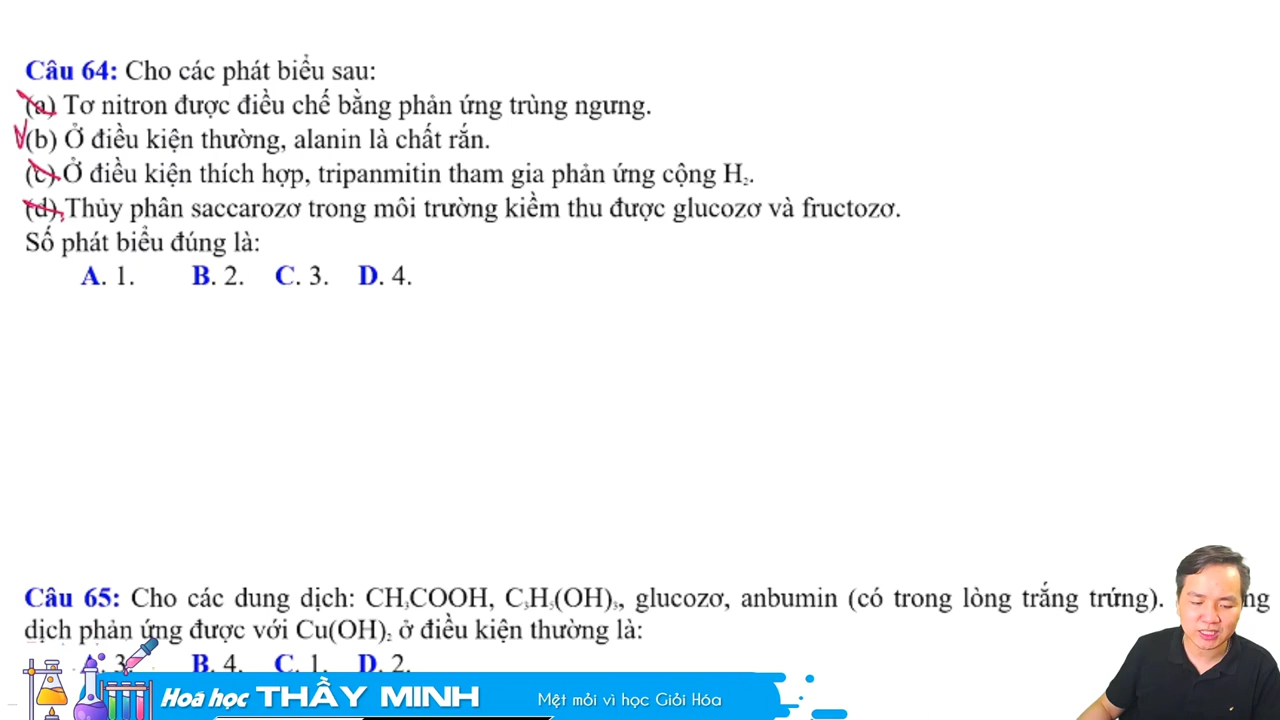 Câu 64: Cho các phát biểu sau:
(a) Tơ nitron được điều chế bằng phản ứng trùng ngưng.
(b) Ở điều kiện thường, alanin là chất rắn.
(c) Ở điều kiện thích hợp, tripanmitin tham gia phản ứng cộng H₂.
(d) Thủy phân saccarozơ trong môi trường kiềm thu được glucozơ và fructozơ.
Số phát biểu đúng là:
A. 1. B. 2. C. 3. D. 4.
Câu 65: Cho các dung dịch: CH₃COOH, C₃H₅(OH)₃, glucozơ, anbumin (có trong lòng trắng trứng).
dịch phản ứng được với Cu(OH)₂ ở điều kiện thường là:
A. 3. B. 4. C. 1. D. 2.
Hoá học THẦY MINH Mệt mỏi vì học Giỏi Hóa